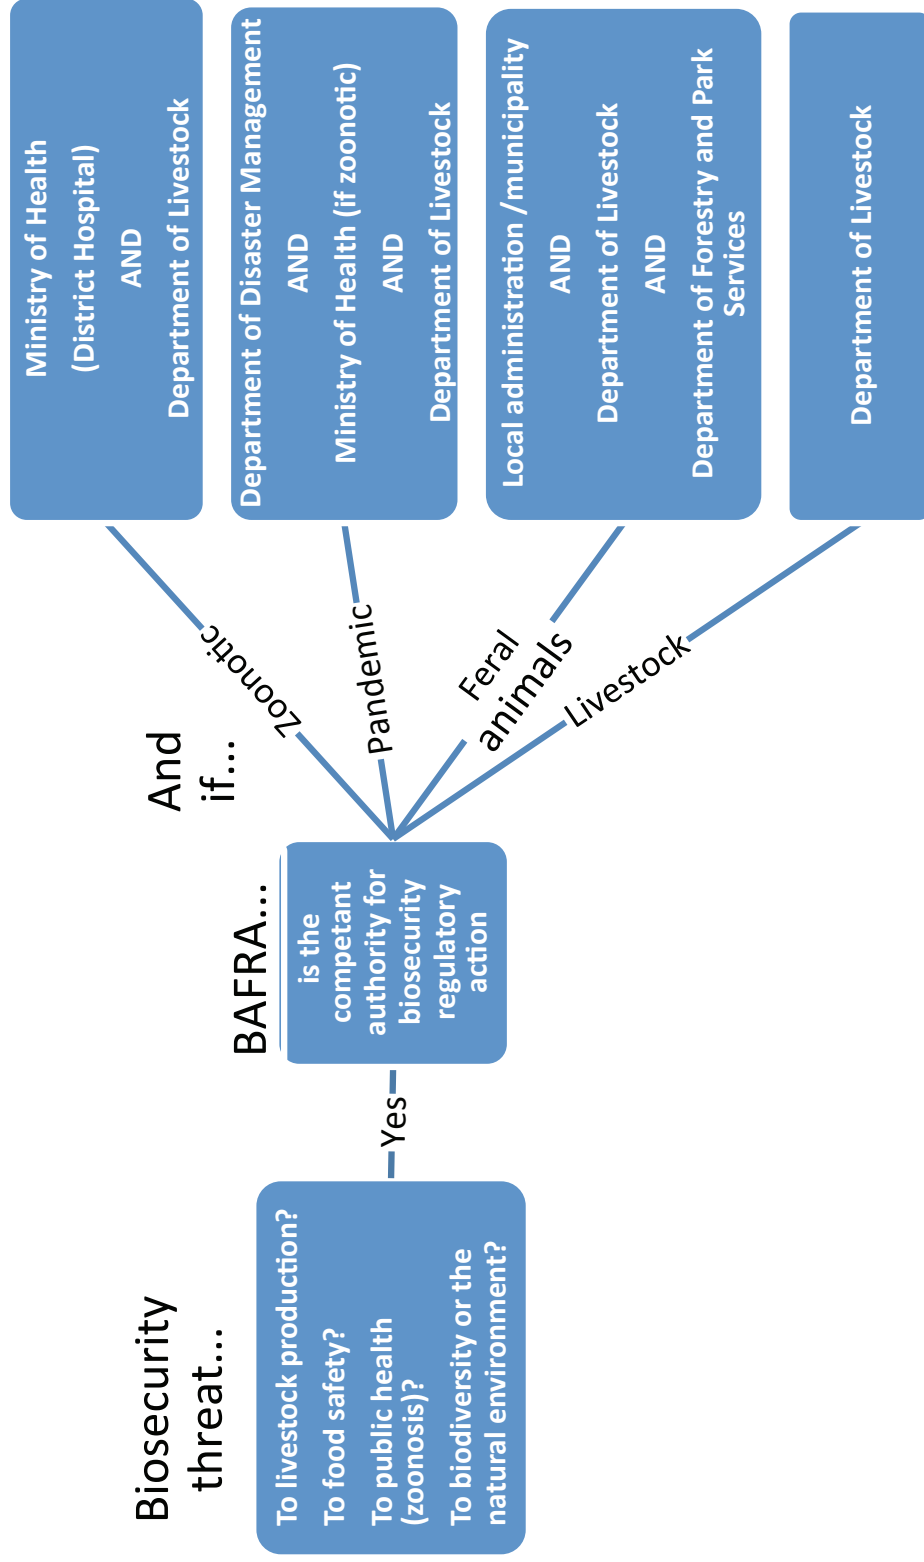 Biosecurity
threat...
To livestock production?
To food safety?
To public health
(zoonosis)?
To biodiversity or the
natural environment?
Yes
BAFRA...
is the
competant
authority for
biosecurity
regulatory
action
And
if...
Zoonotic
Pandemic
Feral
animals
Livestock
Ministry of Health
(District Hospital)
AND
Department of Livestock
Department of Disaster Management
AND
Ministry of Health (if zoonotic)
AND
Department of Livestock
Local administration /municipality
AND
Department of Livestock
AND
Department of Forestry and Park
Services
Department of Livestock